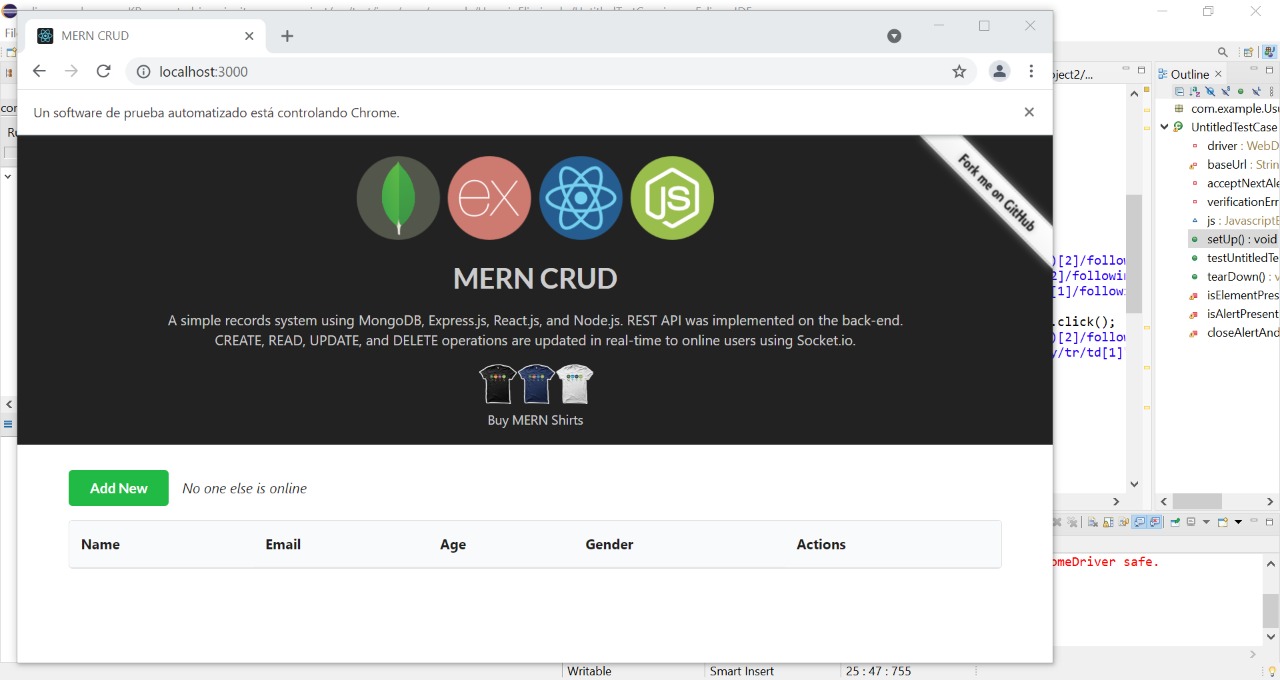 MERN CRUD
localhost:3000
Un software de prueba automatizado está controlando Chrome.
Fork me on GitHub
ex
JS
MERN CRUD
A simple records system using MongoDB, Express.js, React.js, and Node.js. REST API was implemented on the back-end.
CREATE, READ, UPDATE, and DELETE operations are updated in real-time to online users using Socket.io.
Buy MERN Shirts
Add New
No one else is online
Name Email Age Gender Actions
ject2/...
)[2]/follow
2]/followin
[1]/follow
.click();
)[2]/follow
y/tr/td[1]
Outline
com.example.Us
UntitledTestCase
driver : WebD
baseUrl : Strin
acceptNextAle
verificationErr
js : JavascriptE
setUp() : void
testUntitledTe
tearDown() : v
isElementPres
isAlertPresent
closeAlertAnd
omeDriver safe.
Writable Smart Insert 25 : 47 : 755